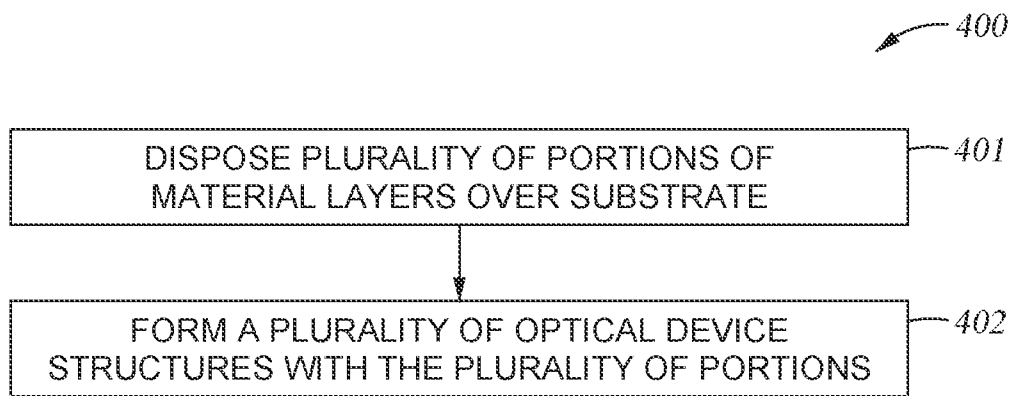 400
DISPOSE PLURALITY OF PORTIONS OF
MATERIAL LAYERS OVER SUBSTRATE
401
FORM A PLURALITY OF OPTICAL DEVICE
STRUCTURES WITH THE PLURALITY OF PORTIONS
402